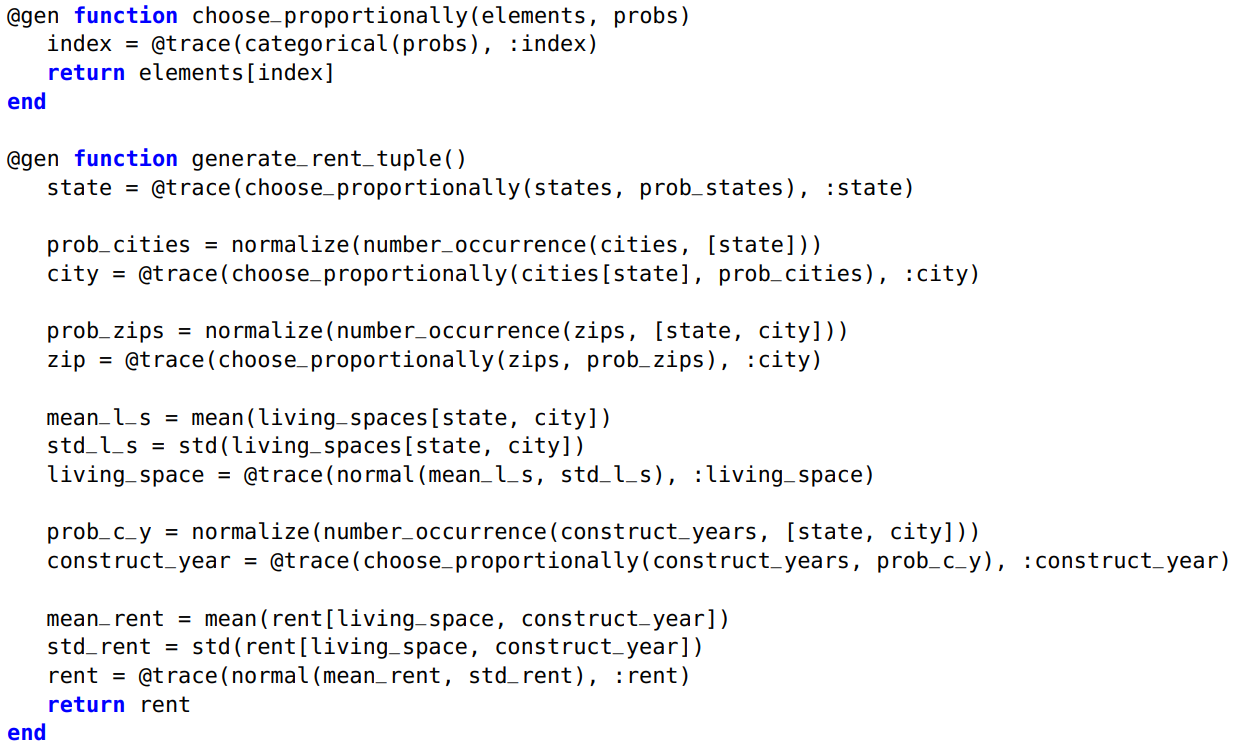 @gen function choose_proportionally(elements, probs)
index = @trace(categorical(probs), :index)
return elements[index]
end
@gen function generate_rent_tuple()
state = @trace(choose_proportionally(states, prob_states), :state)
prob_cities = normalize(number_occurrence(cities, [state]))
city = @trace(choose_proportionally(cities[state], prob_cities), :city)
prob_zips = normalize(number_occurrence(zips, [state, city]))
zip = @trace(choose_proportionally(zips, prob_zips), :city)
mean_l_s = mean(living_spaces[state, city])
std_l_s = std(living_spaces[state, city])
living_space = @trace(normal(mean_l_s, std_l_s), :living_space)
prob_c_y = normalize(number_occurrence(construct_years, [state, city]))
construct_year = @trace(choose_proportionally(construct_years, prob_c_y), :construct_year)
mean_rent = mean(rent[living_space, construct_year])
std_rent = std(rent[living_space, construct_year])
rent = @trace(normal(mean_rent, std_rent), :rent)
return rent
end